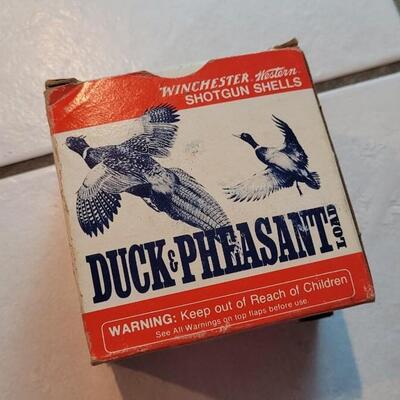 WINCHESTER Western
SHOTGUN SHELLS
DUCK & PHEASANT LOAD
WARNING: Keep out of Reach of Children
See All Warnings on top flaps before use.